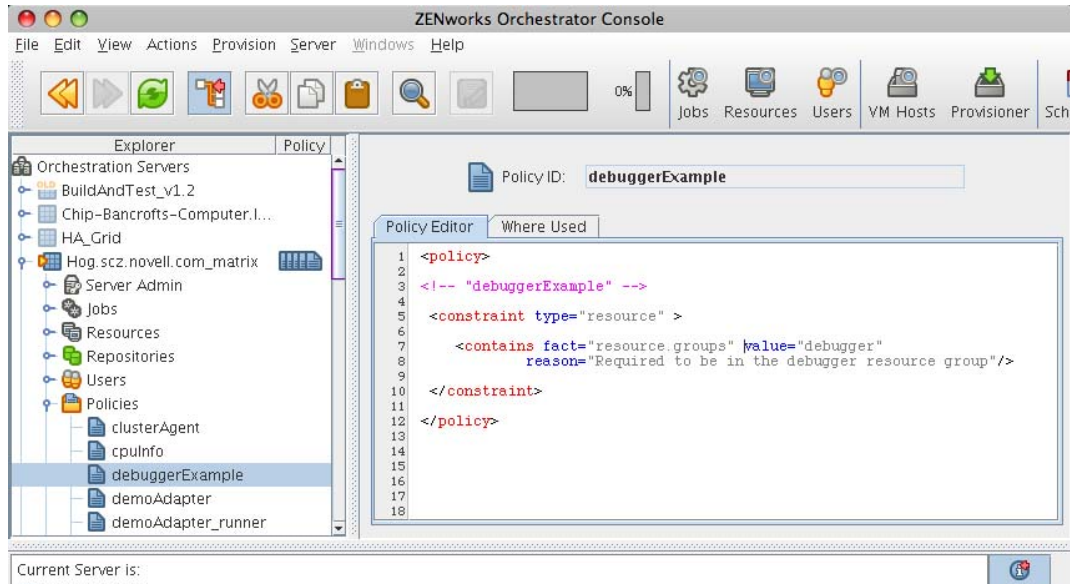 ZENworks Orchestrator Console
File Edit View Actions Provision Server Windows Help
0%
Jobs Resources Users VM Hosts Provisioner Sch
Explorer Policy
Orchestration Servers
OLD
BuildAndTest_v1.2
Chip-Bancrofts-Computer.l...
HA_Grid
Hog.scz.novell.com_matrix
Server Admin
Jobs
Resources
Repositories
Users
Policies
clusterAgent
cpuInfo
debuggerExample
demoAdapter
demoAdapter_runner
Policy ID: debuggerExample
Policy Editor Where Used
1 <policy>
2
3 <!-- "debuggerExample" -->
4
5 <constraint type="resource" >
6
7 <contains fact="resource.groups" value="debugger"
8 reason="Required to be in the debugger resource group"/>
9
10 </constraint>
11
12 </policy>
13
14
15
16
17
18
Current Server is: